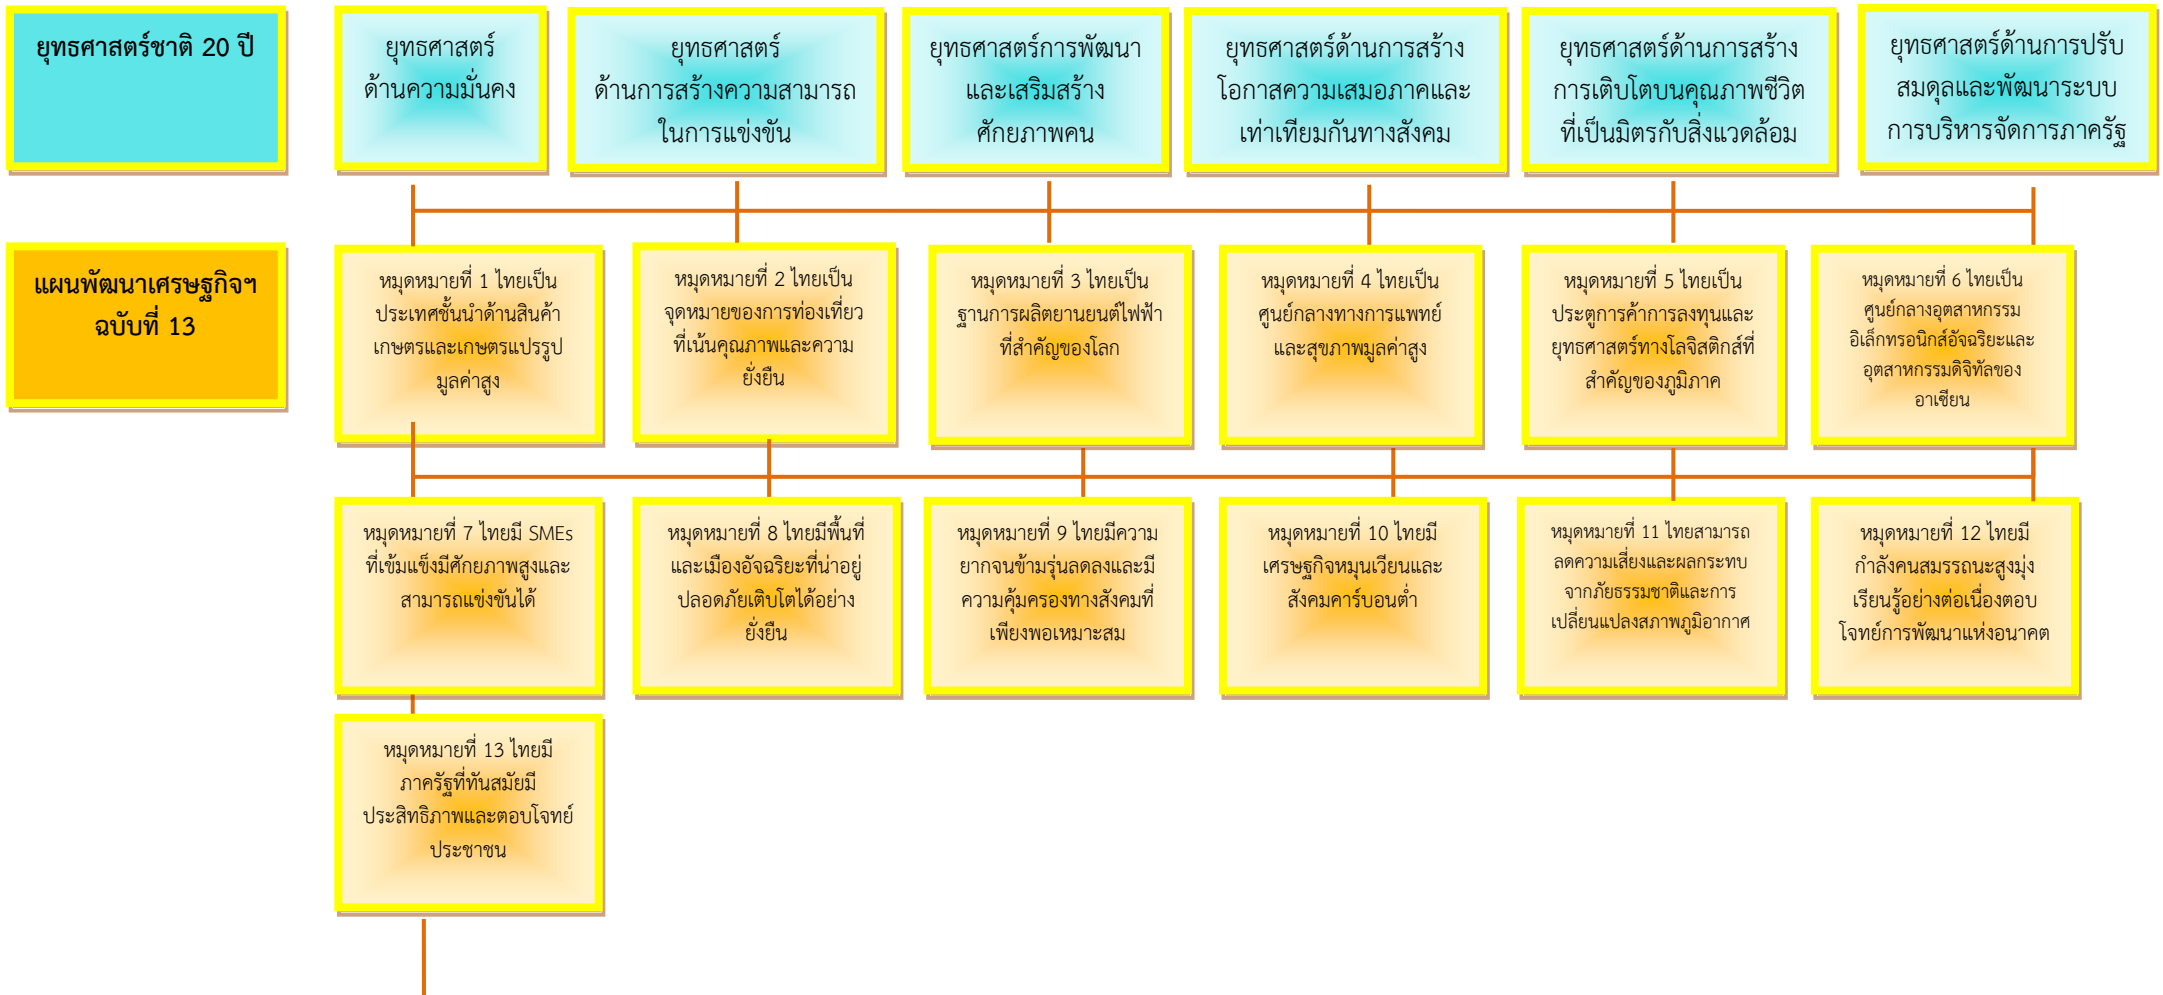 ยุทธศาสตร์ชาติ 20 ปี
ยุทธศาสตร์
ด้านความมั่นคง
ยุทธศาสตร์
ด้านการสร้างความสามารถ
ในการแข่งขัน
ยุทธศาสตร์การพัฒนา
และเสริมสร้าง
ศักยภาพคน
ยุทธศาสตร์ด้านการสร้าง
โอกาสความเสมอภาคและ
เท่าเทียมกันทางสังคม
ยุทธศาสตร์ด้านการสร้าง
การเติบโตบนคุณภาพชีวิต
ที่เป็นมิตรกับสิ่งแวดล้อม
ยุทธศาสตร์ด้านการปรับ
สมดุลและพัฒนาระบบ
การบริหารจัดการภาครัฐ
แผนพัฒนาเศรษฐกิจฯ
ฉบับที่ 13
หมุดหมายที่ 1 ไทยเป็น
ประเทศชั้นนำด้านสินค้า
เกษตรและเกษตรแปรรูป
มูลค่าสูง
หมุดหมายที่ 2 ไทยเป็น
จุดหมายของการท่องเที่ยว
ที่เน้นคุณภาพและความ
ยั่งยืน
หมุดหมายที่ 3 ไทยเป็น
ฐานการผลิตยานยนต์ไฟฟ้า
ที่สำคัญของโลก
หมุดหมายที่ 4 ไทยเป็น
ศูนย์กลางทางการแพทย์
และสุขภาพมูลค่าสูง
หมุดหมายที่ 5 ไทยเป็น
ประตูการค้าการลงทุนและ
ยุทธศาสตร์ทางโลจิสติกส์ที่
สำคัญของภูมิภาค
หมุดหมายที่ 6 ไทยเป็น
ศูนย์กลางอุตสาหกรรม
อิเล็กทรอนิกส์อัจฉริยะและ
อุตสาหกรรมดิจิทัลของ
อาเซียน
หมุดหมายที่ 7 ไทยมี SMEs
ที่เข้มแข็งมีศักยภาพสูงและ
สามารถแข่งขันได้
หมุดหมายที่ 8 ไทยมีพื้นที่
และเมืองอัจฉริยะที่น่าอยู่
ปลอดภัยเติบโตได้อย่าง
ยั่งยืน
หมุดหมายที่ 9 ไทยมีความ
ยากจนข้ามรุ่นลดลงและมี
ความคุ้มครองทางสังคมที่
เพียงพอเหมาะสม
หมุดหมายที่ 10 ไทยมี
เศรษฐกิจหมุนเวียนและ
สังคมคาร์บอนต่ำ
หมุดหมายที่ 11 ไทยสามารถ
ลดความเสี่ยงและผลกระทบ
จากภัยธรรมชาติและการ
เปลี่ยนแปลงสภาพภูมิอากาศ
หมุดหมายที่ 12 ไทยมี
กำลังคนสมรรถนะสูงมุ่ง
เรียนรู้อย่างต่อเนื่องตอบ
โจทย์การพัฒนาแห่งอนาคต
หมุดหมายที่ 13 ไทยมี
ภาครัฐที่ทันสมัยมี
ประสิทธิภาพและตอบโจทย์
ประชาชน